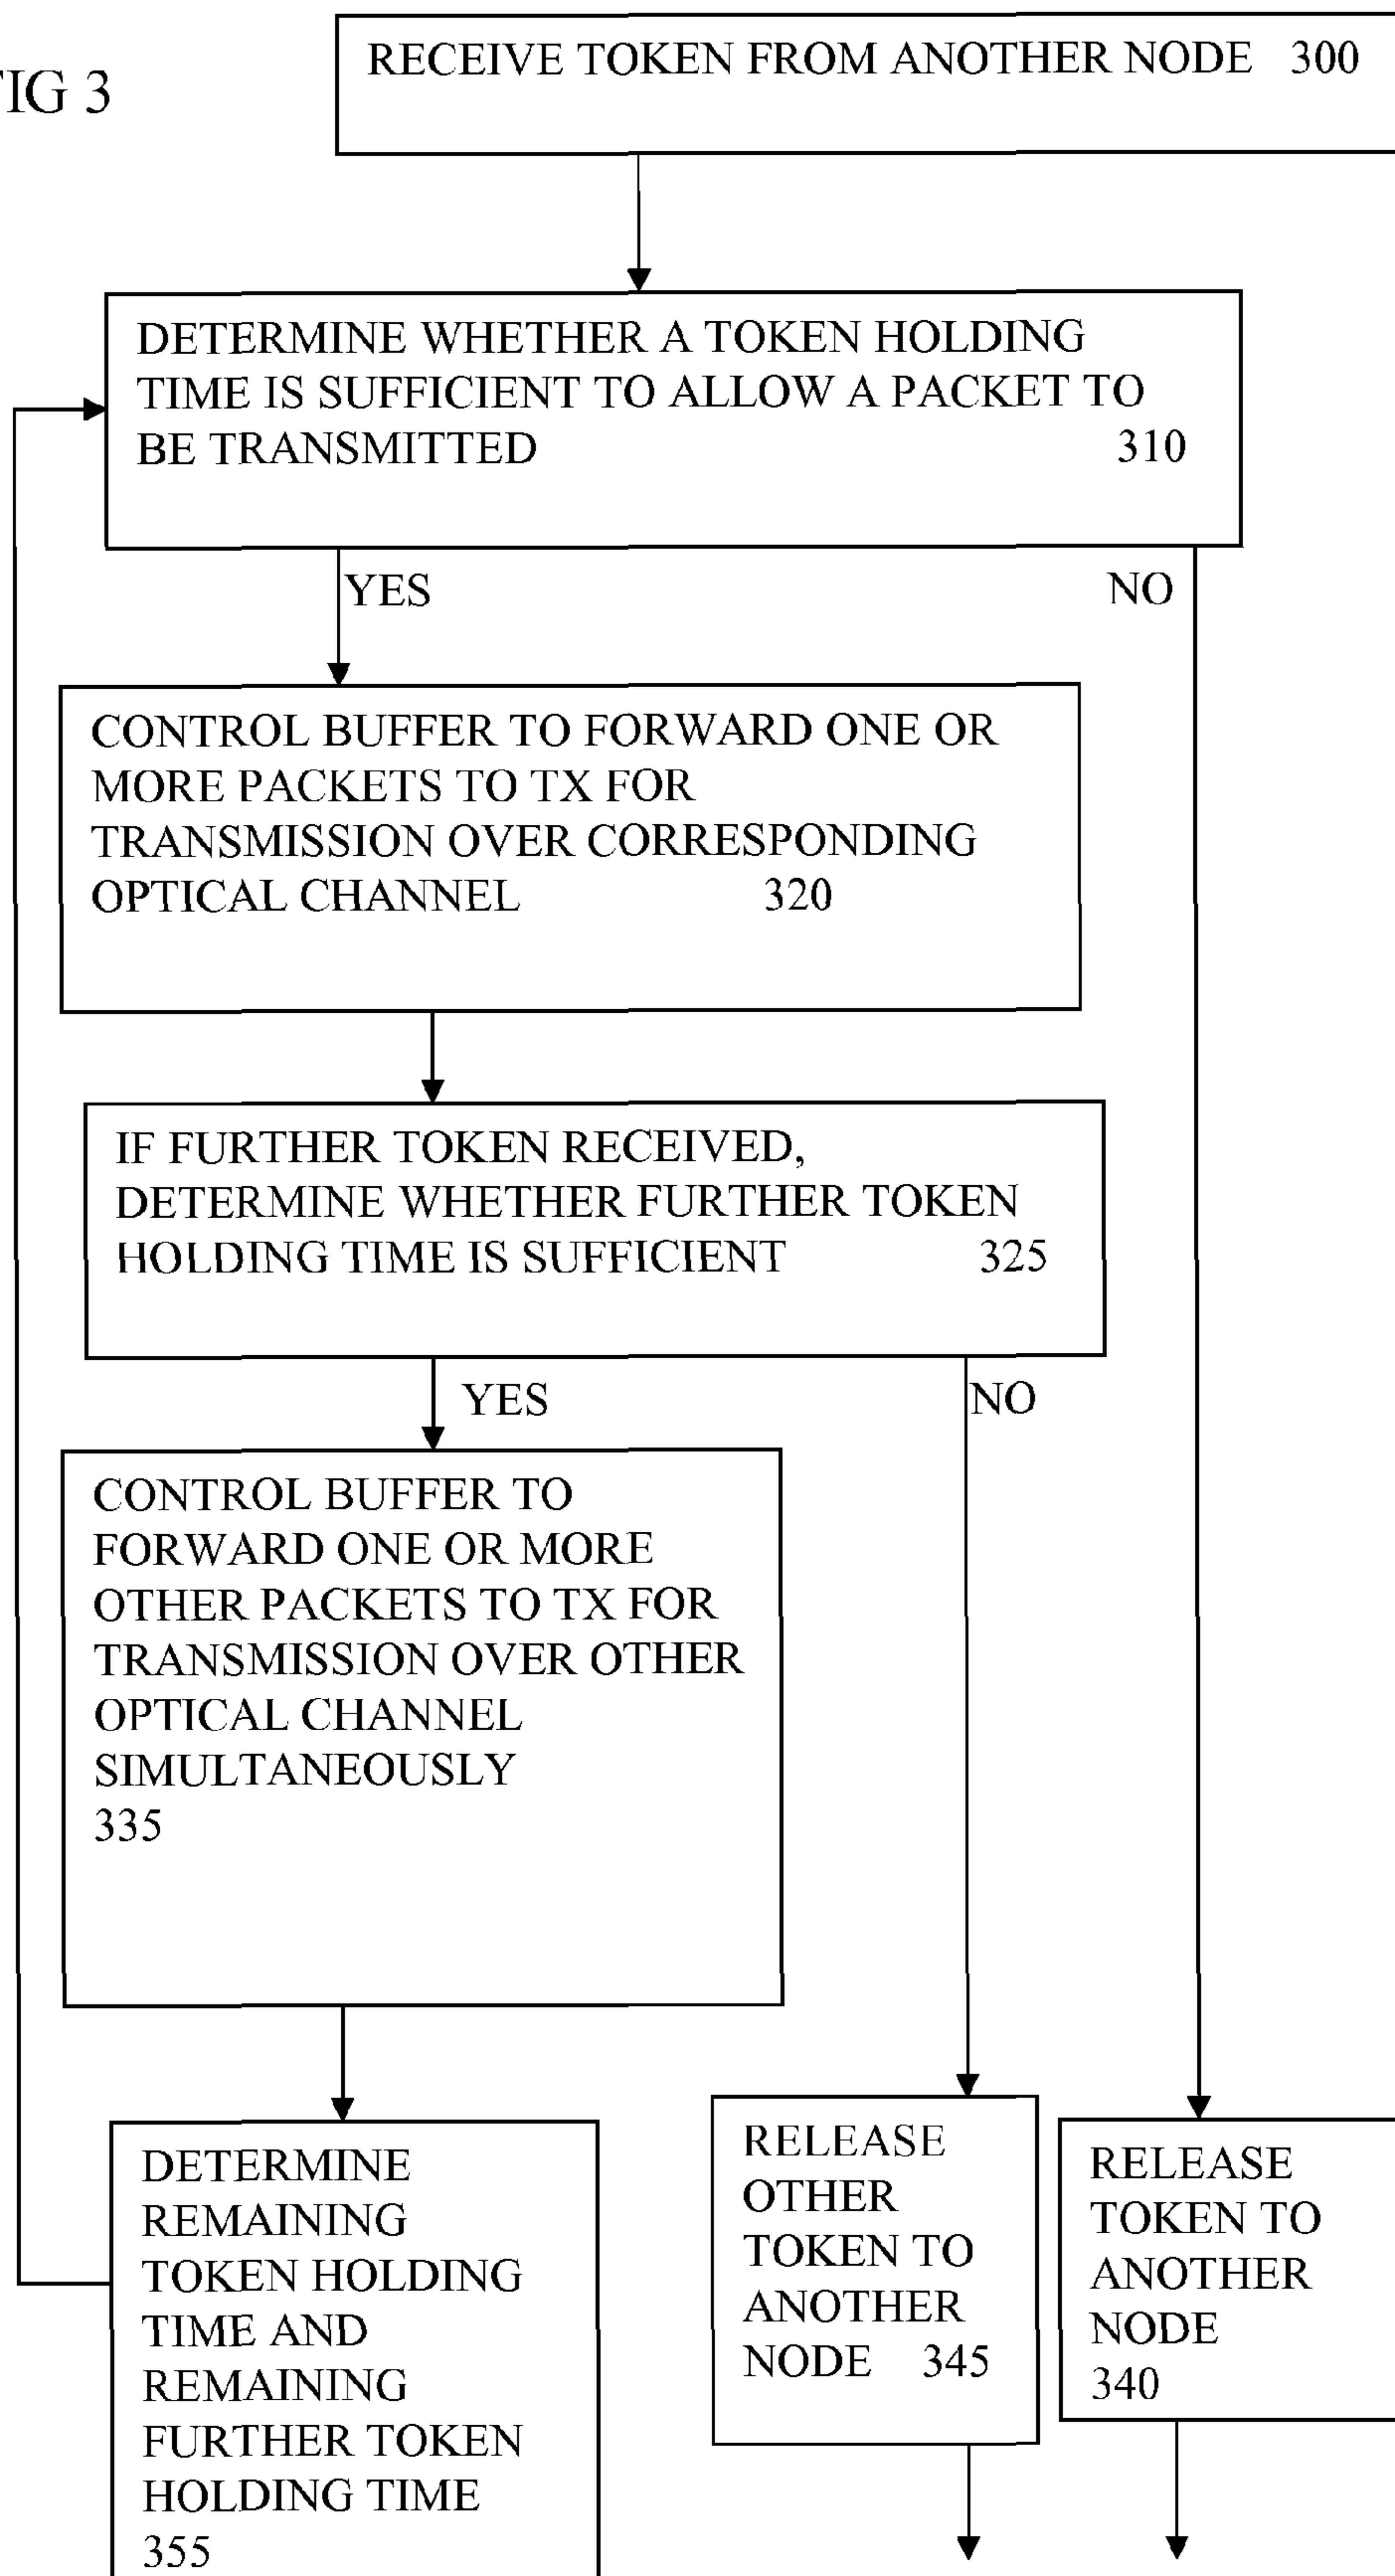 FIG 3
RECEIVE TOKEN FROM ANOTHER NODE 300
DETERMINE WHETHER A TOKEN HOLDING
TIME IS SUFFICIENT TO ALLOW A PACKET TO
BE TRANSMITTED 310
YES
NO
CONTROL BUFFER TO FORWARD ONE OR
MORE PACKETS TO TX FOR
TRANSMISSION OVER CORRESPONDING
OPTICAL CHANNEL 320
IF FURTHER TOKEN RECEIVED,
DETERMINE WHETHER FURTHER TOKEN
HOLDING TIME IS SUFFICIENT 325
YES
NO
CONTROL BUFFER TO
FORWARD ONE OR MORE
OTHER PACKETS TO TX FOR
TRANSMISSION OVER OTHER
OPTICAL CHANNEL
SIMULTANEOUSLY
335
DETERMINE
REMAINING
TOKEN HOLDING
TIME AND
REMAINING
FURTHER TOKEN
HOLDING TIME
355
RELEASE
OTHER
TOKEN TO
ANOTHER
NODE 345
RELEASE
TOKEN TO
ANOTHER
NODE
340